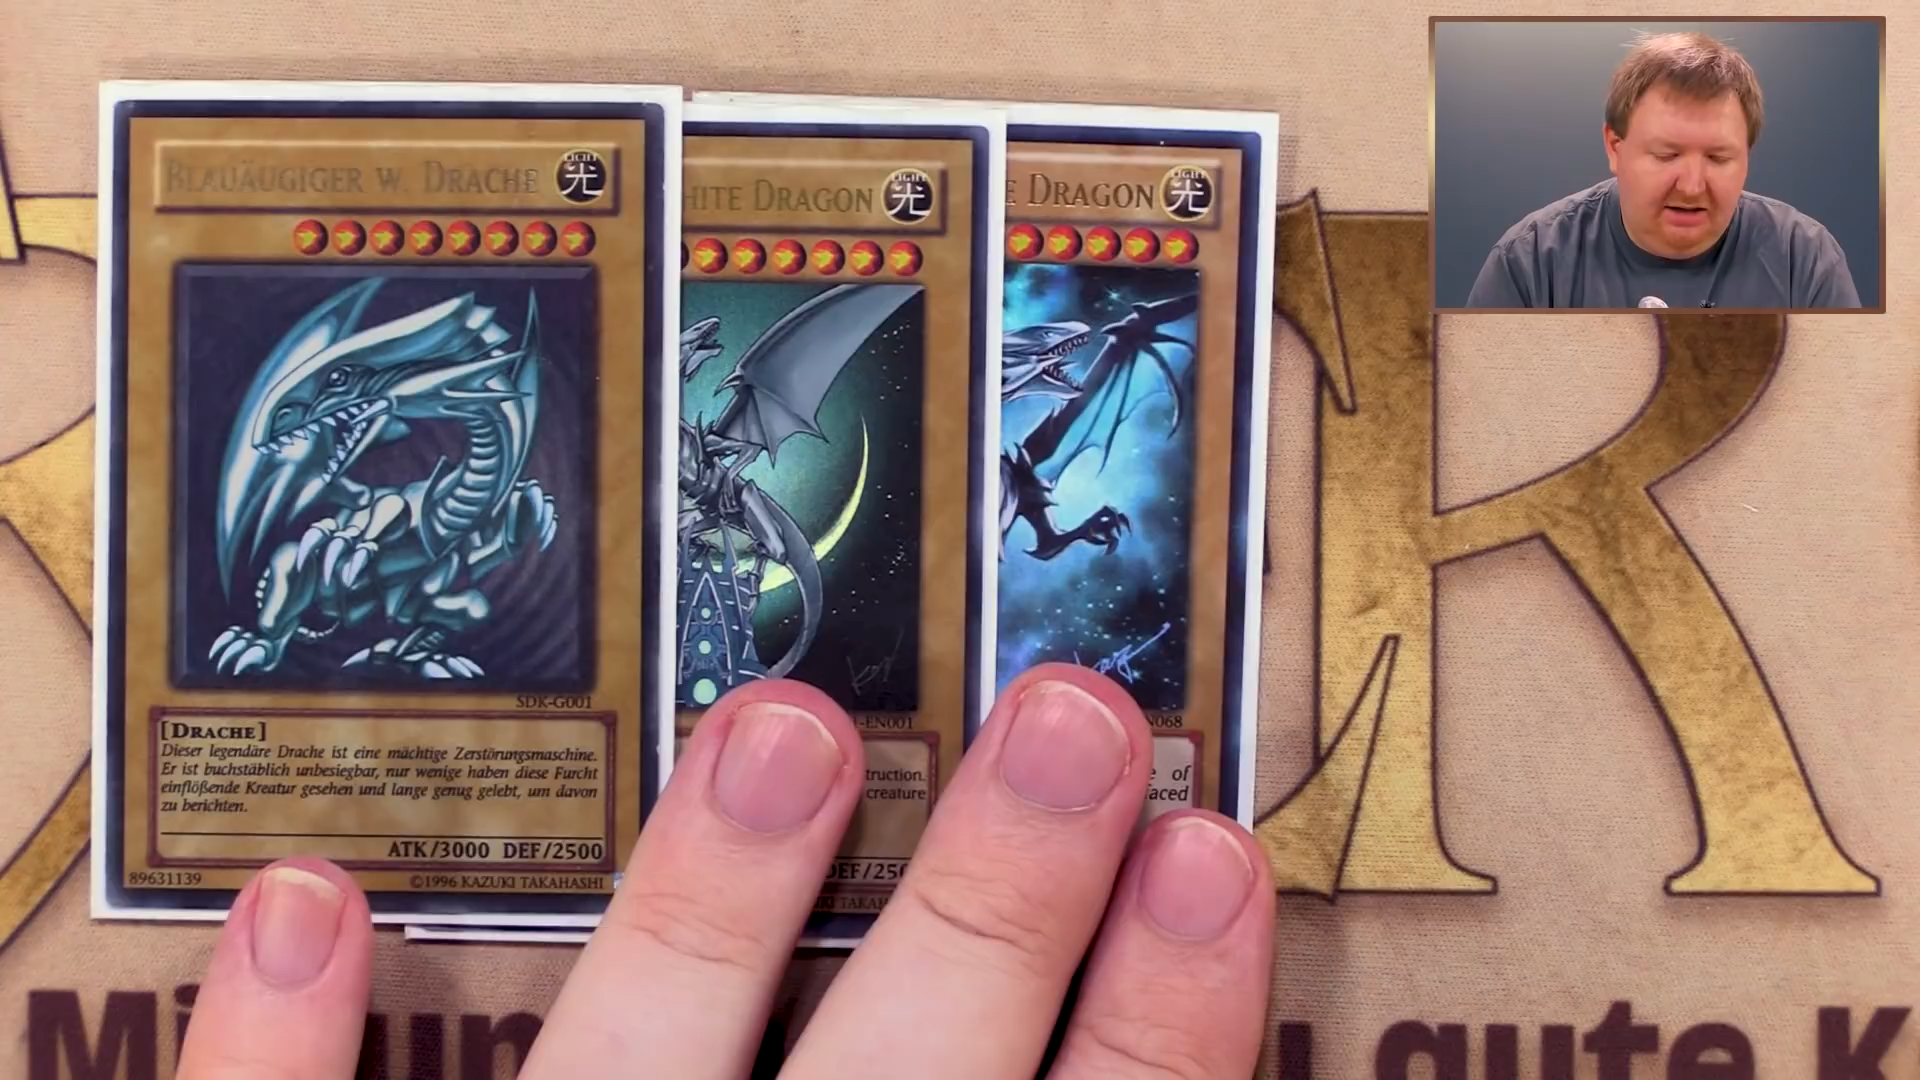 BLAUÄUGIGER W. DRACHE
LIGHT
光
SDK-G001
[DRACHE]
Dieser legendäre Drache ist eine mächtige Zerstörungsmaschine.
Er ist buchstäblich unbesiegbar, nur wenige haben diese Furcht
einflößende Kreatur gesehen und lange genug gelebt, um davon
zu berichten.
ATK/3000 DEF/2500
89631139
©1996 KAZUKI TAKAHASHI
HITE DRAGON
LIGHT
光
-EN001
truction.
creature
DEF/250
KI TAKAH
E DRAGON
LIGHT
光
N068
e of
faced
R
gute K